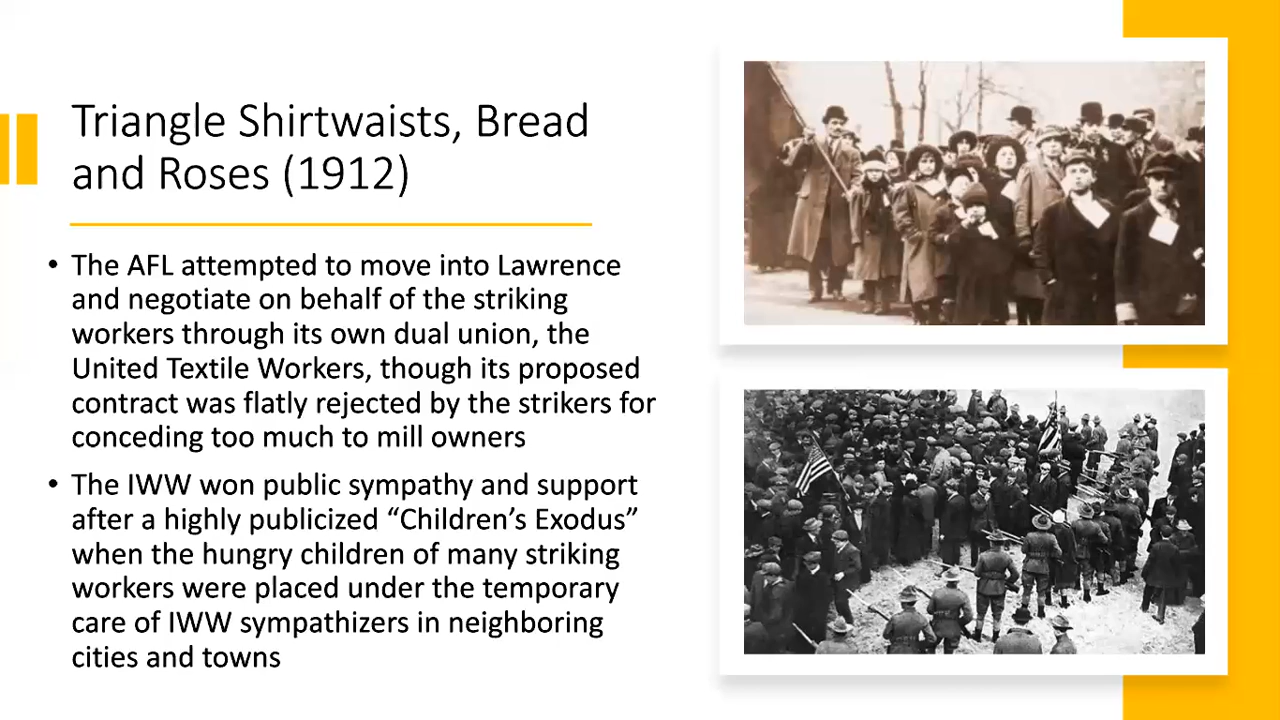 Triangle Shirtwaists, Bread
and Roses (1912)
• The AFL attempted to move into Lawrence
and negotiate on behalf of the striking
workers through its own dual union, the
United Textile Workers, though its proposed
contract was flatly rejected by the strikers for
conceding too much to mill owners
• The IWW won public sympathy and support
after a highly publicized “Children’s Exodus”
when the hungry children of many striking
workers were placed under the temporary
care of IWW sympathizers in neighboring
cities and towns